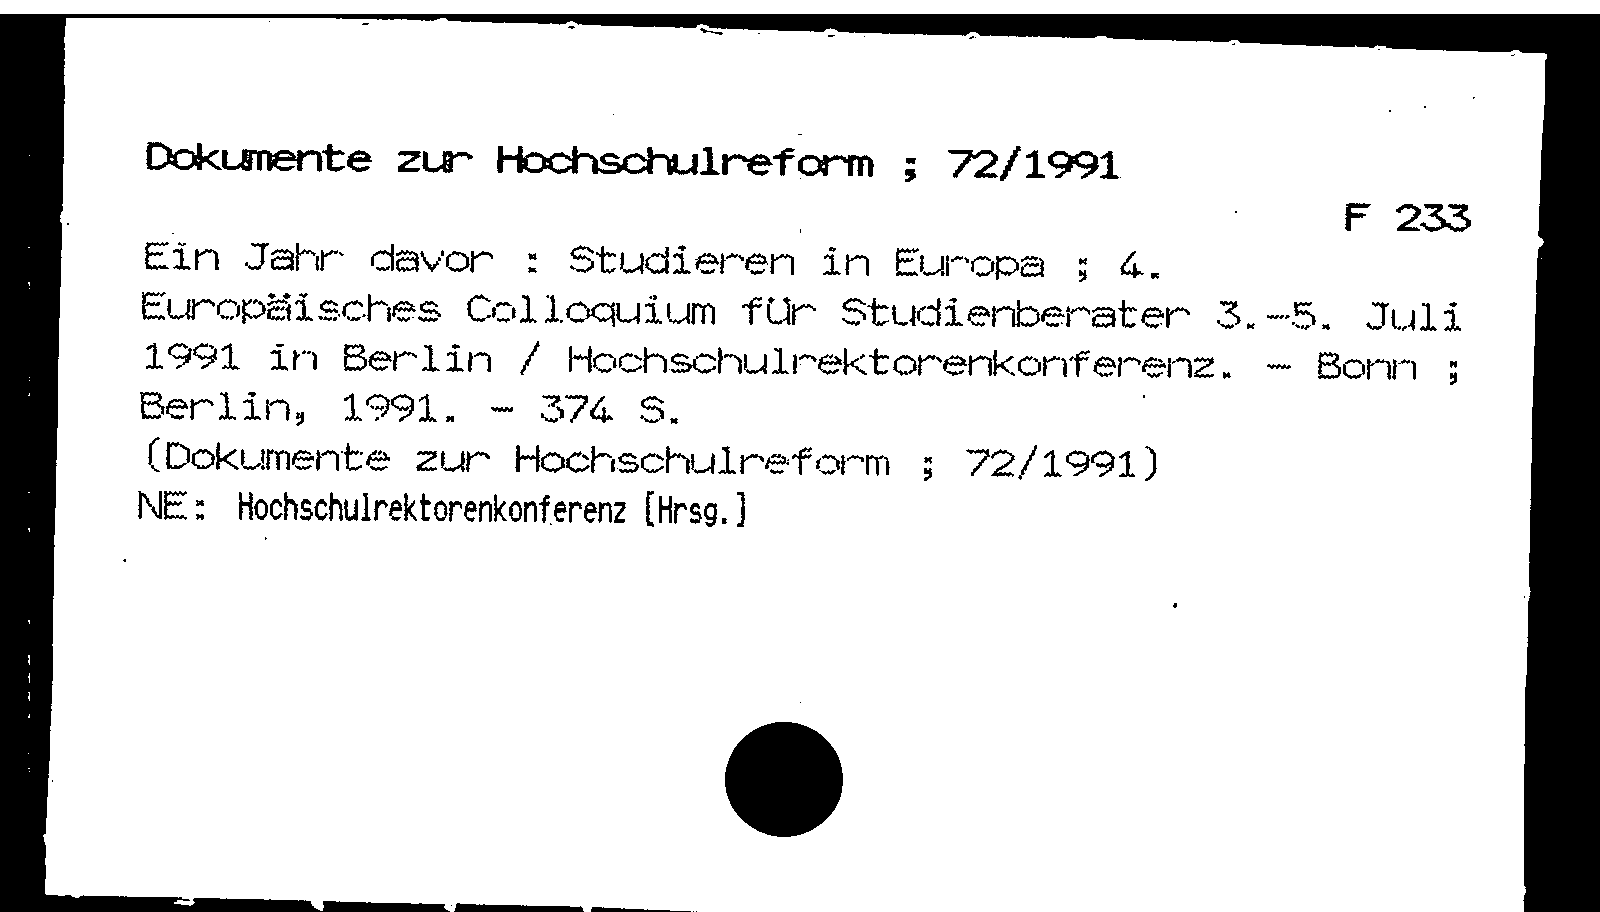 Dokumente zur Hochschulreform ; 72/1991
F 233
Ein Jahr davor : Studieren in Europa ; 4.
Europäisches Colloquium für Studienberater 3.-5. Juli
1991 in Berlin / Hochschulrektorenkonferenz. - Bonn ;
Berlin, 1991. - 374 S.
(Dokumente zur Hochschulreform ; 72/1991)
NE: Hochschulrektorenkonferenz [Hrsg.]